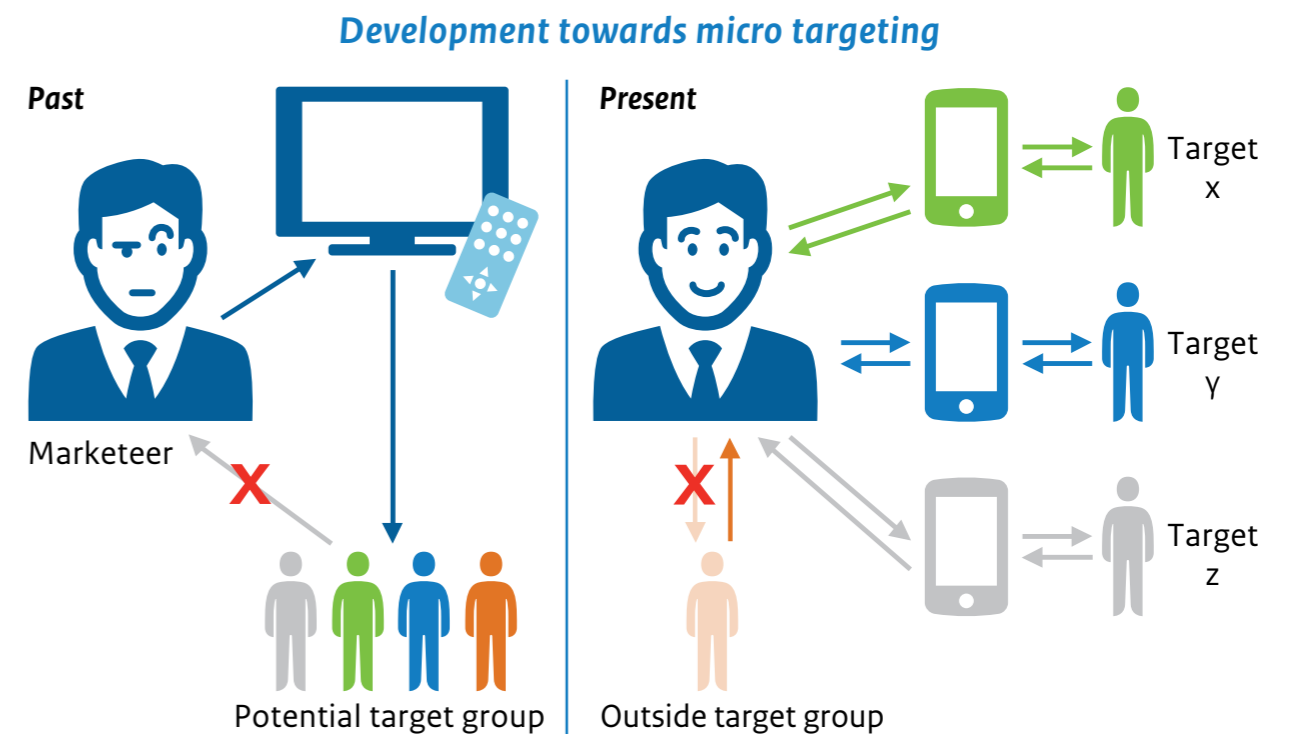 Development towards micro targeting
Past
Marketeer
X
Potential target group
Present
Target
x
Target
y
Target
z
X
Outside target group